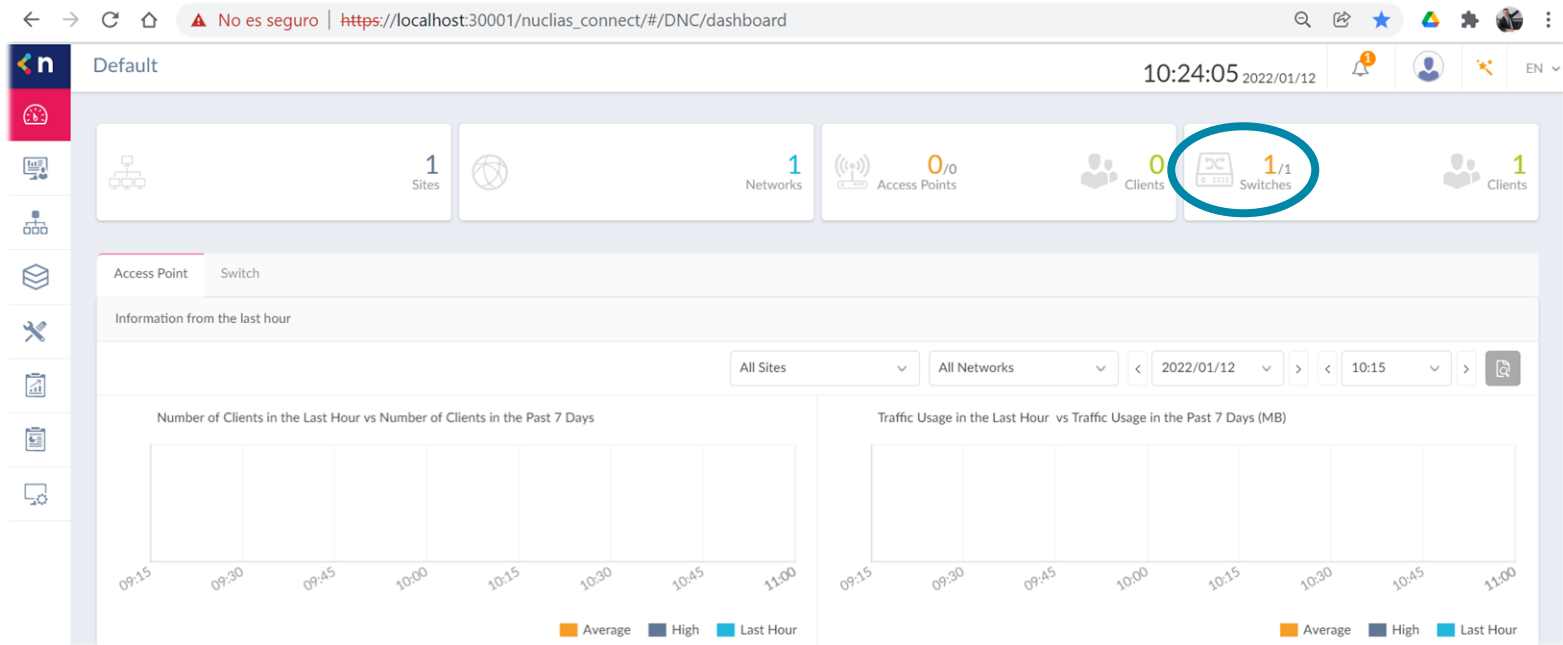 No es seguro | https://localhost:30001/nuclias_connect/#/DNC/dashboard
n
Default
10:24:05 2022/01/12
1
EN
1
Sites
1
Networks
0/0
Access Points
0
Clients
1/1
Switches
1
Clients
Access Point Switch
Information from the last hour
All Sites All Networks < 2022/01/12 > < 10:15 >
Number of Clients in the Last Hour vs Number of Clients in the Past 7 Days
09:15 09:30 09:45 10:00 10:15 10:30 10:45 11:00
Average High Last Hour
Traffic Usage in the Last Hour vs Traffic Usage in the Past 7 Days (MB)
09:15 09:30 09:45 10:00 10:15 10:30 10:45 11:00
Average High Last Hour